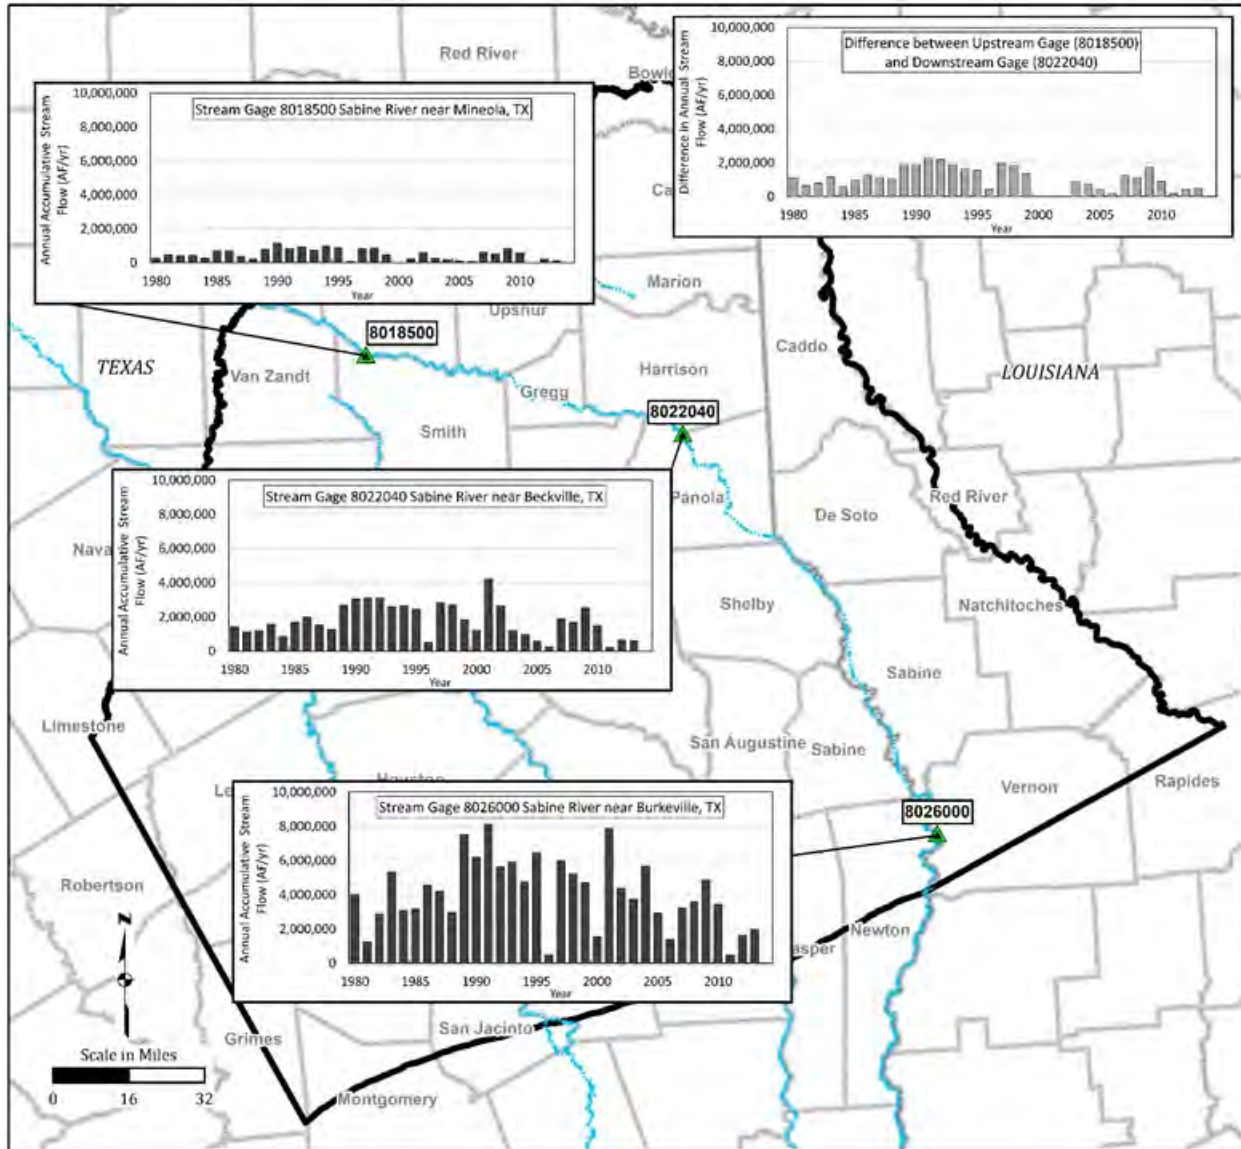 Red River
Bowie
10,000,000
8,000,000
6,000,000
4,000,000
2,000,000
0
Difference in Annual Stream
Flow (AF/yr)
Difference between Upstream Gage (8018500)
and Downstream Gage (8022040)
1980 1985 1990 1995 2000 2005 2010
Year
10,000,000
8,000,000
6,000,000
4,000,000
2,000,000
0
Annual Accumulative Stream
Flow (AF/yr)
Stream Gage 8018500 Sabine River near Mineola, TX
1980 1985 1990 1995 2000 2005 2010
Year
Ca
Marion
Upshur
8018500
TEXAS
Van Zandt
Caddo
LOUISIANA
Harrison
Gregg
8022040
Smith
10,000,000
8,000,000
6,000,000
4,000,000
2,000,000
0
Annual Accumulative Stream
Flow (AF/yr)
Stream Gage 8022040 Sabine River near Beckville, TX
1980 1985 1990 1995 2000 2005 2010
Year
Panola
Red River
De Soto
Nava
Shelby
Natchitoches
Sabine
Limestone
San Augustine
Sabine
Vernon
Rapides
Le
Houston
10,000,000
8,000,000
6,000,000
4,000,000
2,000,000
0
Annual Accumulative Stream
Flow (AF/yr)
Stream Gage 8026000 Sabine River near Burkeville, TX
1980 1985 1990 1995 2000 2005 2010
Year
8026000
Robertson
N
Newton
asper
San Jacinto
Grimes
Scale in Miles
0 16 32
Montgomery